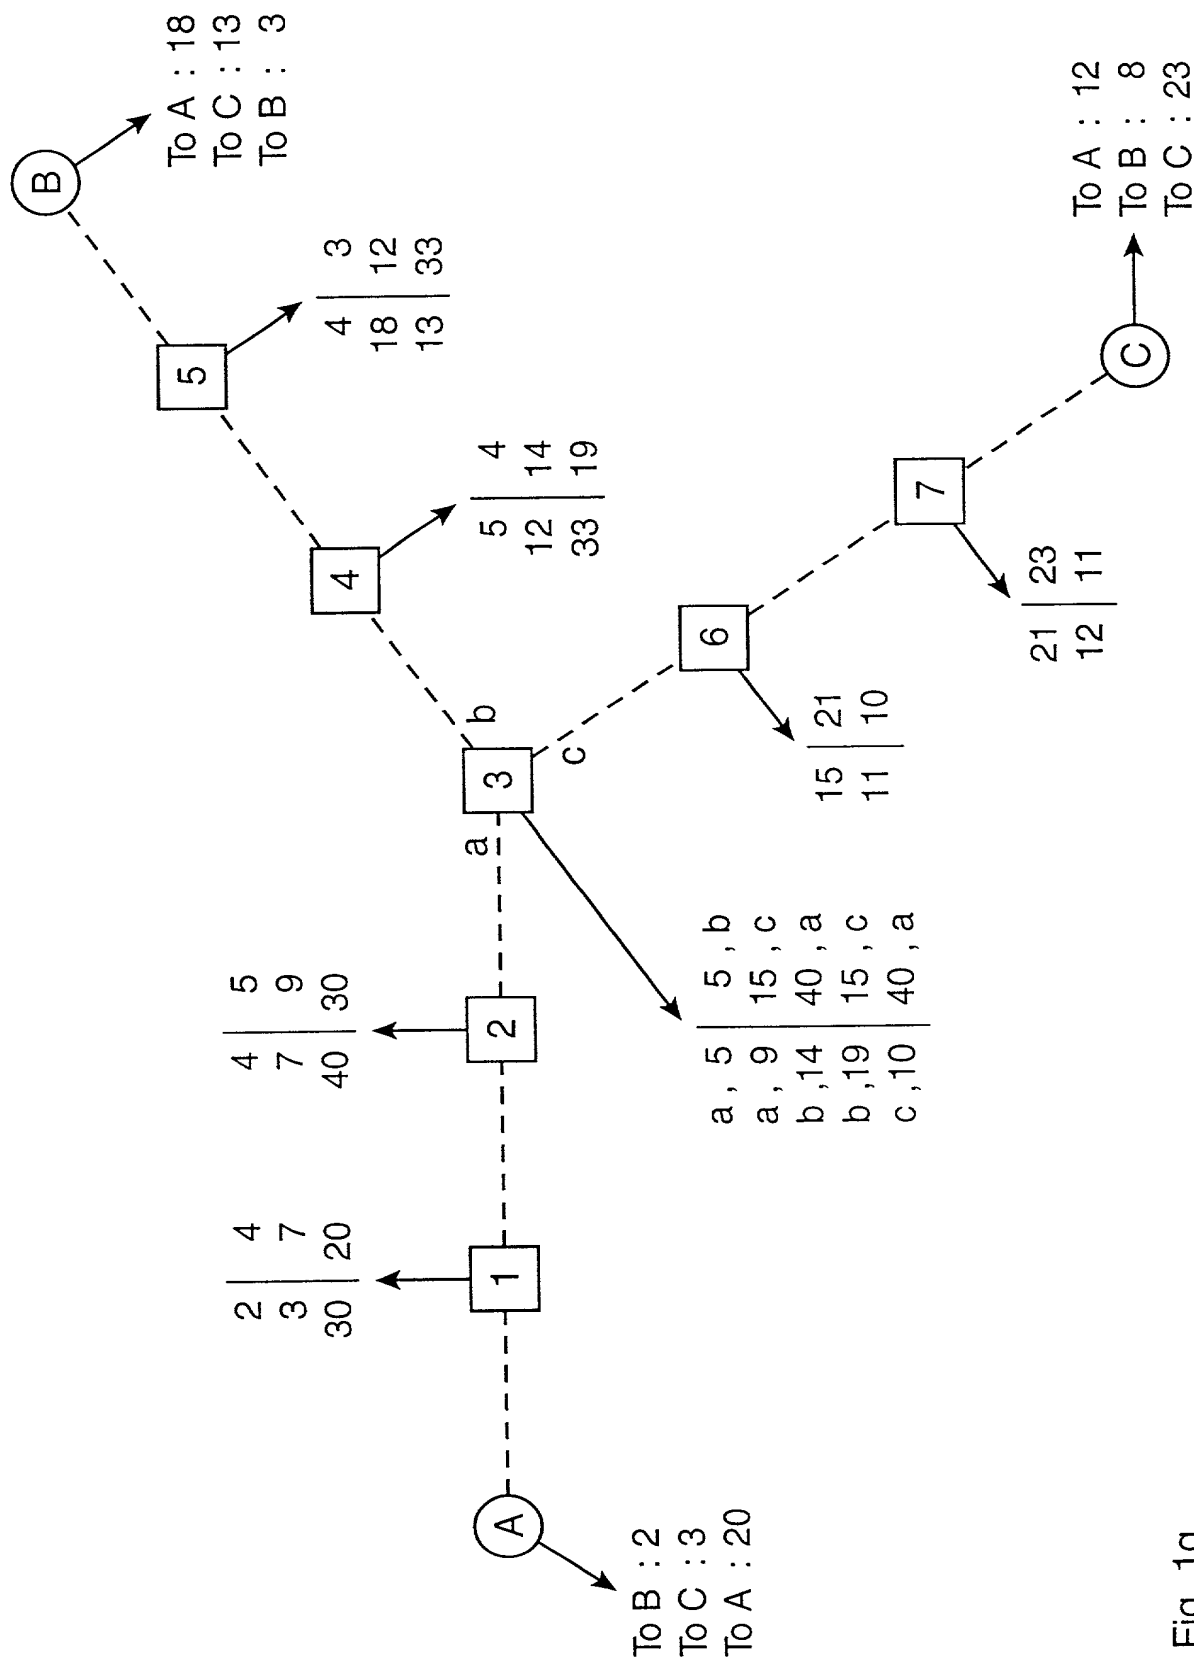 B
To A : 18
To C : 13
To B : 3
5
4 3
18 12
13 33
4
5 4
12 14
33 19
2 4
3 7
30 20
4 5
7 9
40 30
A
1
2
a
3
b
c
To B : 2
To C : 3
To A : 20
a , 5 5 , b
a , 9 15 , c
b ,14 40 , a
b ,19 15 , c
c ,10 40 , a
6
15 21
11 10
7
21 23
12 11
C
To A : 12
To B : 8
To C : 23
Fig. 1g